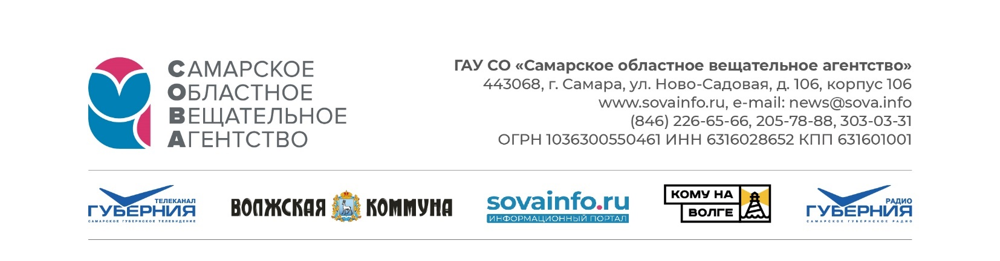 САМАРСКОЕ
ОБЛАСТНОЕ
ВЕЩАТЕЛЬНОЕ
АГЕНТСТВО
ГАУ СО «Самарское областное вещательное агентство»
443068, г. Самара, ул. Ново-Садовая, д. 106, корпус 106
www.sovainfo.ru, e-mail: news@sova.info
(846) 226-65-66, 205-78-88, 303-03-31
ОГРН 1036300550461 ИНН 6316028652 КПП 631601001
ТЕЛЕКАНАЛ
ГУБЕРНИЯ
САМАРСКОЕ ГУБЕРНСКОЕ ТЕЛЕВИДЕНИЕ
ВОЛЖСКАЯ КОММУНА
sovainfo.ru
ИНФОРМАЦИОННЫЙ ПОРТАЛ
КОМУ НА
ВОЛГЕ
РАДИО
ГУБЕРНИЯ
САМАРСКОЕ ГУБЕРНСКОЕ РАДИО